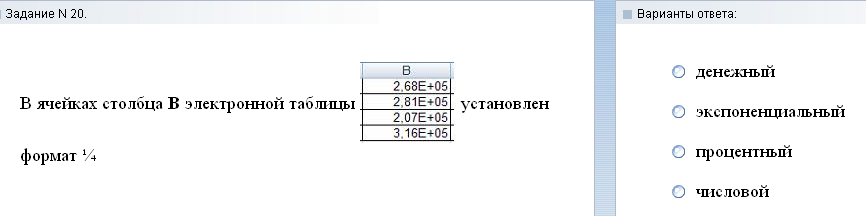 Задание N 20.
В ячейках столбца В электронной таблицы
B
2,68E+05
2,81E+05
2,07E+05
3,16E+05
установлен
формат ¼
Варианты ответа:
денежный
экспоненциальный
процентный
числовой